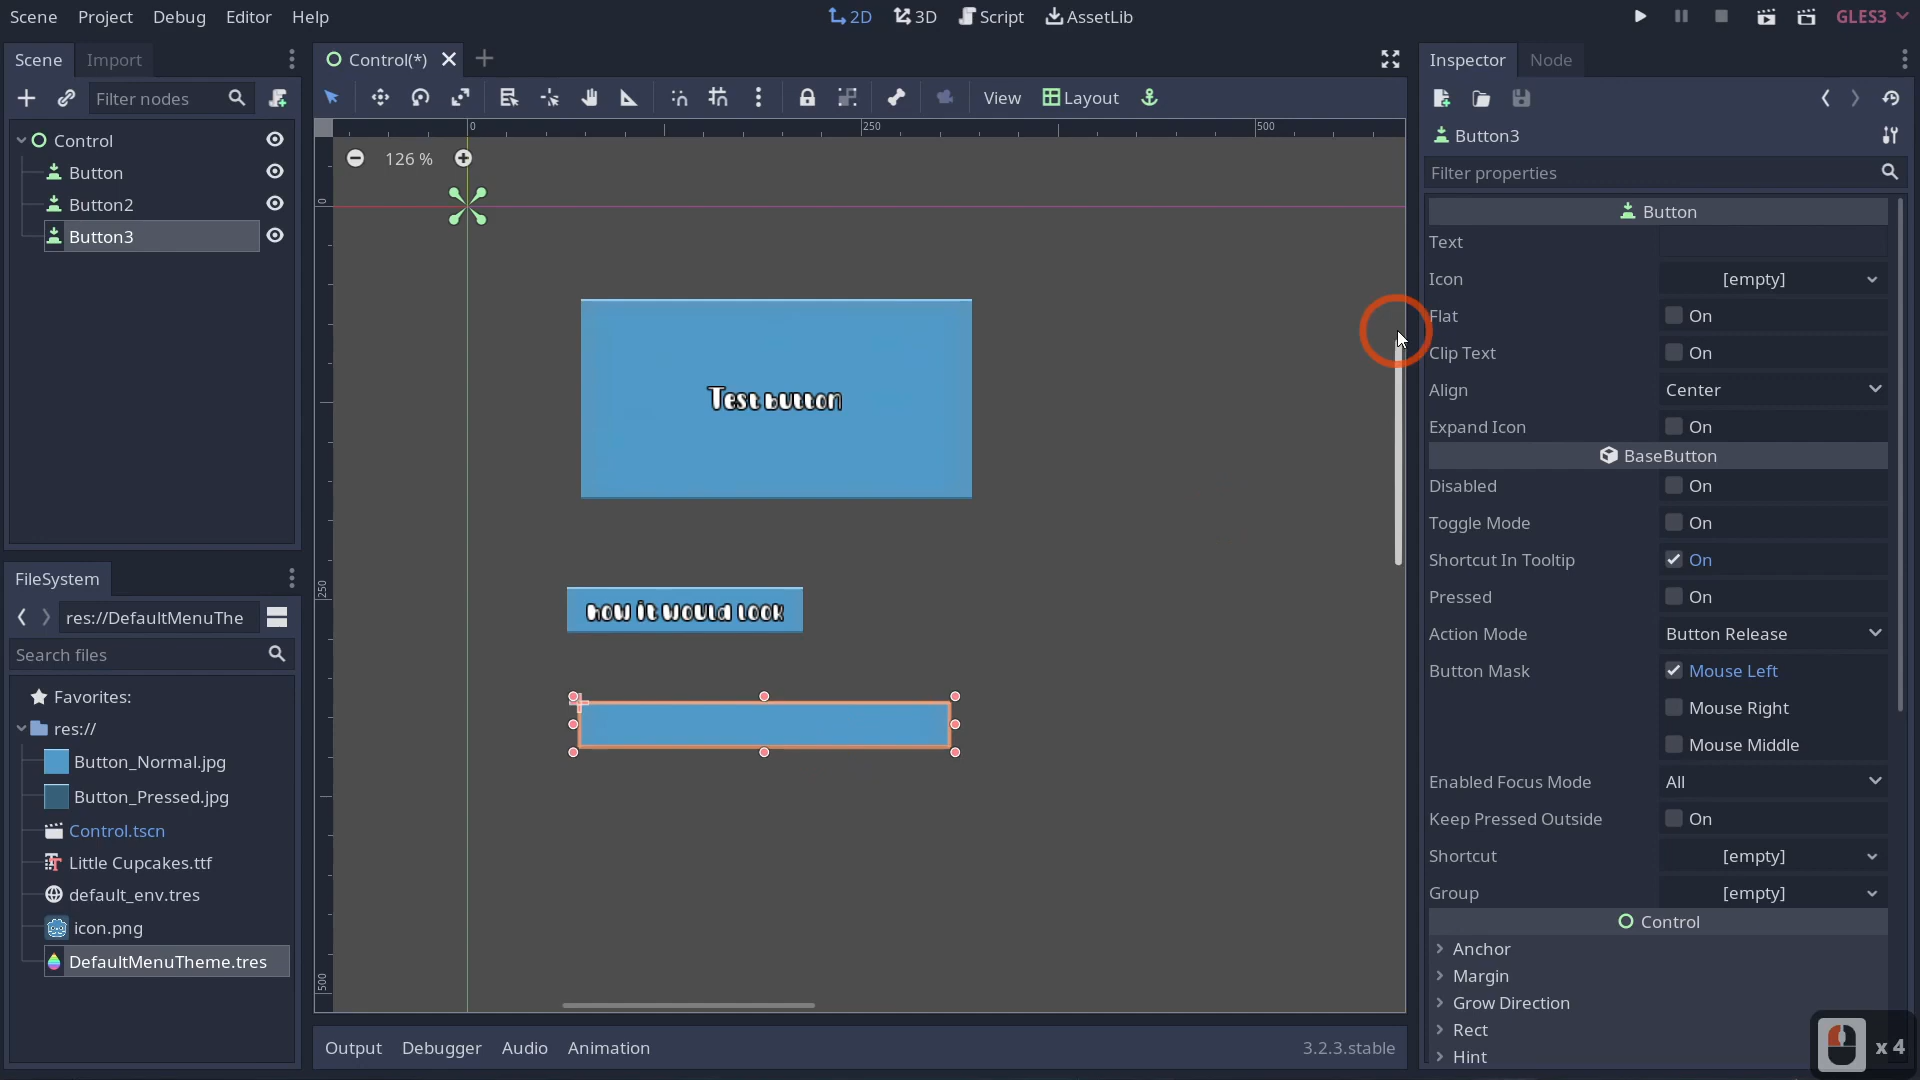 Scene Project Debug Editor Help
2D 3D Script AssetLib
GLES3
Scene Import
Control(*)
Inspector Node
Filter nodes
View Layout
Control
Button
Button2
Button3
0 250 500
126 %
0
250
500
Test button
how it would look
Button3
Filter properties
Button
Text
Icon [empty]
Flat On
Clip Text On
Align Center
Expand Icon On
BaseButton
Disabled On
Toggle Mode On
Shortcut In Tooltip On
Pressed On
Action Mode Button Release
Button Mask Mouse Left
Mouse Right
Mouse Middle
Enabled Focus Mode All
Keep Pressed Outside On
Shortcut [empty]
Group [empty]
Control
Anchor
Margin
Grow Direction
Rect
Hint
FileSystem
res://DefaultMenuThe
Search files
Favorites:
res://
Button_Normal.jpg
Button_Pressed.jpg
Control.tscn
Little Cupcakes.ttf
default_env.tres
icon.png
DefaultMenuTheme.tres
Output Debugger Audio Animation
3.2.3.stable
x 4